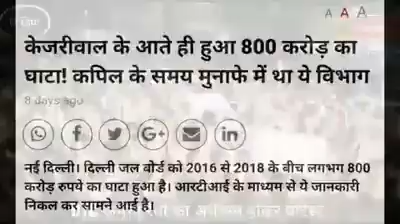 A A A
केजरीवाल के आते ही हुआ 800 करोड़ का
घाटा! कपिल के समय मुनाफे में था ये विभाग
8 days ago
नई दिल्ली। दिल्ली जल बोर्ड को 2016 से 2018 के बीच लगभग 800
करोड़ रुपये का घाटा हुआ है। आरटीआई के माध्यम से ये जानकारी
निकल कर सामने आई है।